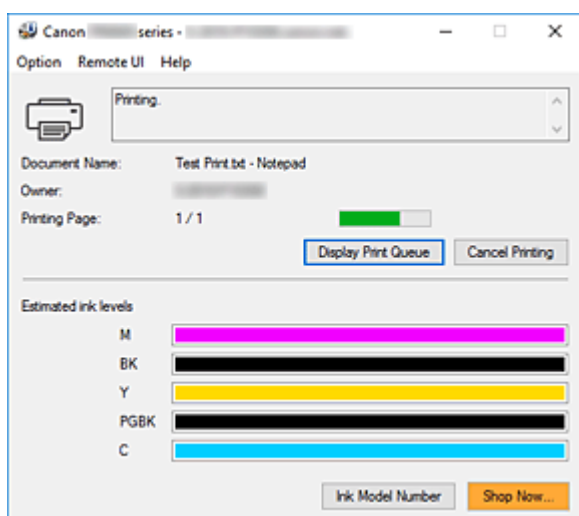 Canon series -
Option Remote UI Help
Printing.
Document Name: Test Print.txt - Notepad
Owner:
Printing Page: 1 / 1
Display Print Queue Cancel Printing
Estimated ink levels
M
BK
Y
PGBK
C
Ink Model Number Shop Now...